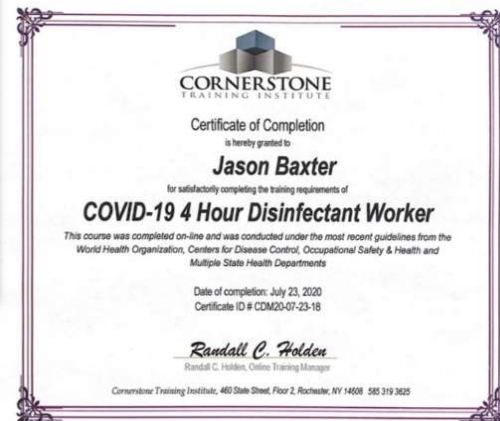 CORNERSTONE
TRAINING INSTITUTE
Certificate of Completion
is hereby granted to
Jason Baxter
for satisfactorily completing the training requirements of
COVID-19 4 Hour Disinfectant Worker
This course was completed on-line and was conducted under the most recent guidelines from the
World Health Organization, Centers for Disease Control, Occupational Safety & Health and
Multiple State Health Departments
Date of completion: July 23, 2020
Certificate ID # CDM20-07-23-18
Randall C. Holden
Randall C. Holden, Online Training Manager
Cornerstone Training Institute, 460 State Street, Floor 2, Rochester, NY 14608 585 319 3625